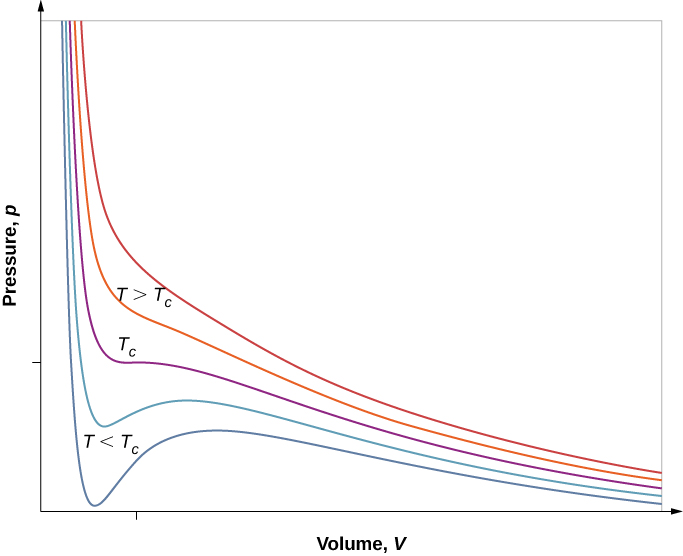 Pressure, p
T > Tc
Tc
T < Tc
Volume, V